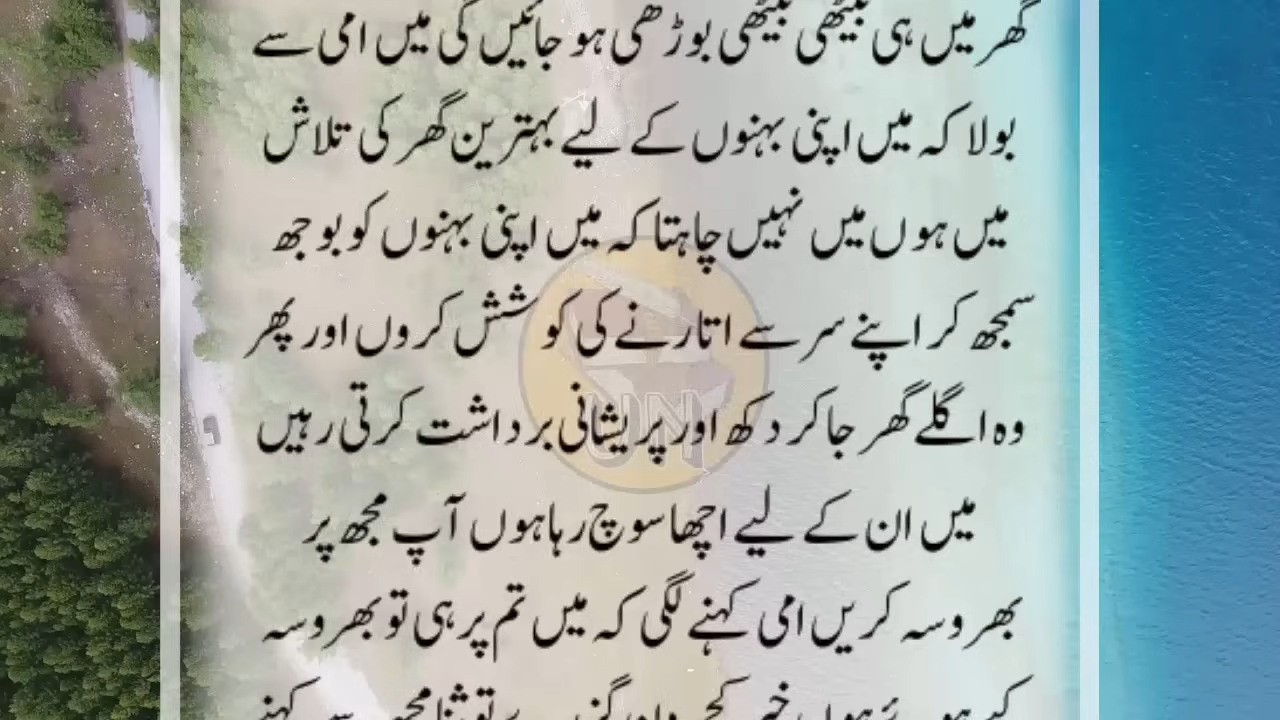 گھر میں ہی بیٹھی بیٹھی بوڑھی ہو جائیں گی میں امی سے
بولا کہ میں اپنی بہنوں کے لیے بہترین گھر کی تلاش
میں ہوں میں نہیں چاہتا کہ میں اپنی بہنوں کو بوجھ
سمجھ کر اپنے سر سے اتارنے کی کوشش کروں اور پھر
وہ اگلے گھر جا کر دکھ اور پریشانی برداشت کرتی رہیں
میں ان کے لیے اچھا سوچ رہا ہوں آپ مجھ پر
بھروسہ کریں امی کہنے لگی کہ میں تم پر ہی تو بھروسہ
UN